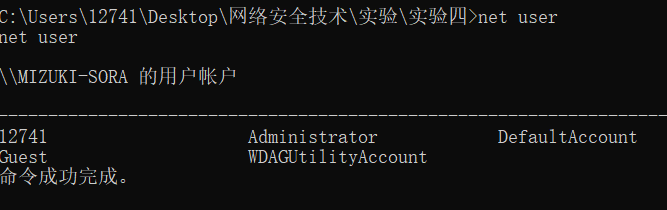 C:\Users\12741\Desktop\网络安全技术\实验\实验四>net user
net user
\\MIZUKI-SORA 的用户帐户
-------------------------------------------------------------------------------
12741                    Administrator            DefaultAccount
Guest                    WDAGUtilityAccount
命令成功完成。